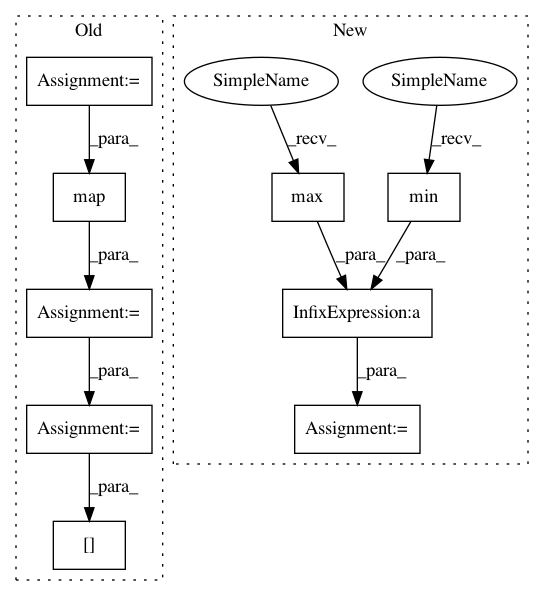 Old
New
Assignment:=
SimpleName
SimpleName
_para_
_recv_
_recv_
map
max
min
_para_
_para_
_para_
Assignment:=
InfixExpression:a
_para_
_para_
Assignment:=
Assignment:=
_para_
[]